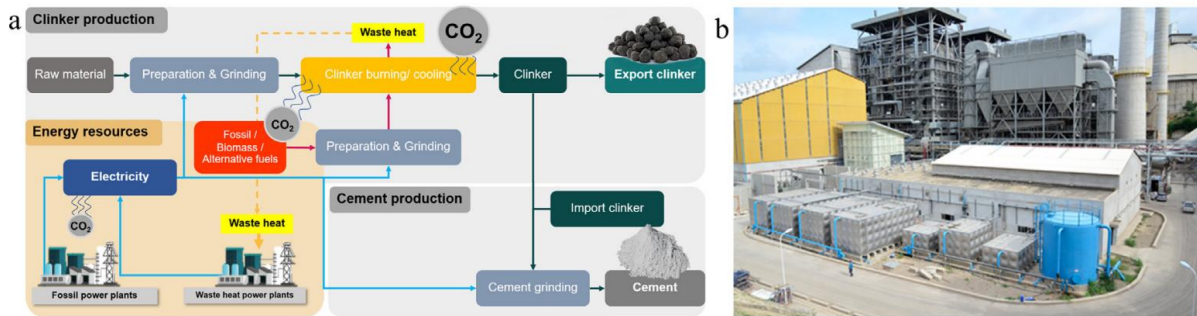 a
Clinker production
Waste heat
CO2
Raw material
Preparation & Grinding
Clinker burning/ cooling
Clinker
Export clinker
Energy resources
CO2
Fossil /
Biomass /
Alternative fuels
Preparation & Grinding
Electricity
CO2
Cement production
Import clinker
Waste heat
Fossil power plants
Waste heat power plants
Cement grinding
Cement
b